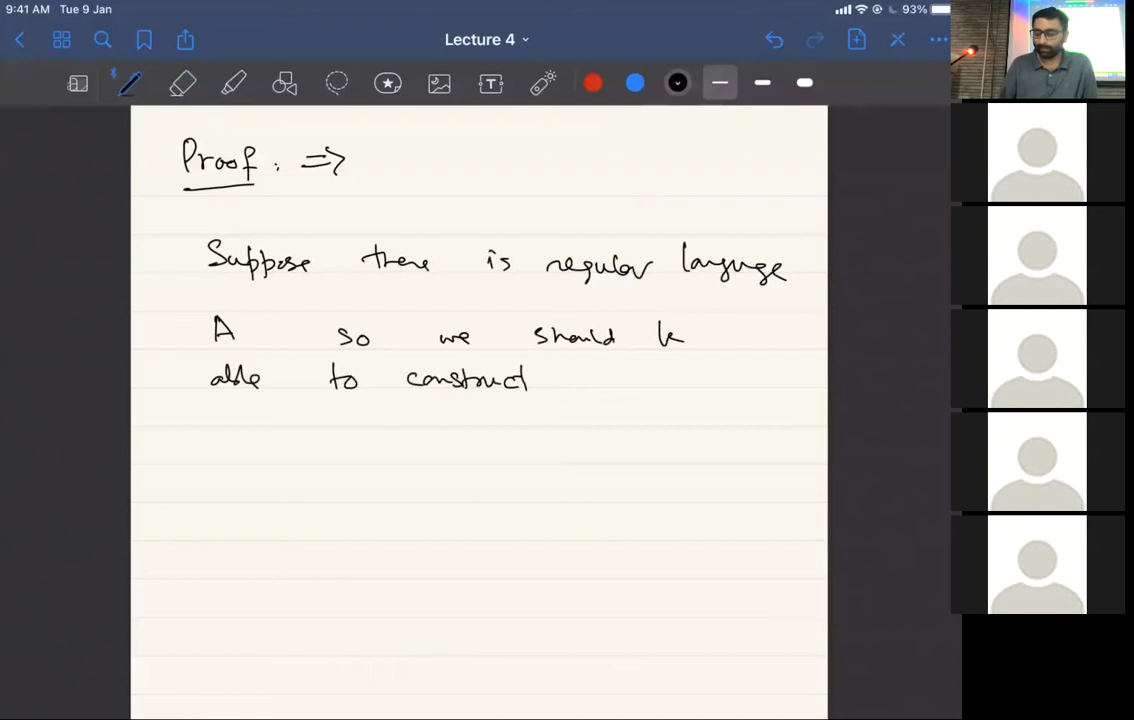 9:41 AM Tue 9 Jan
93%
Lecture 4
Proof : =>
Suppose there is regular languge
A so we should be
able to construct